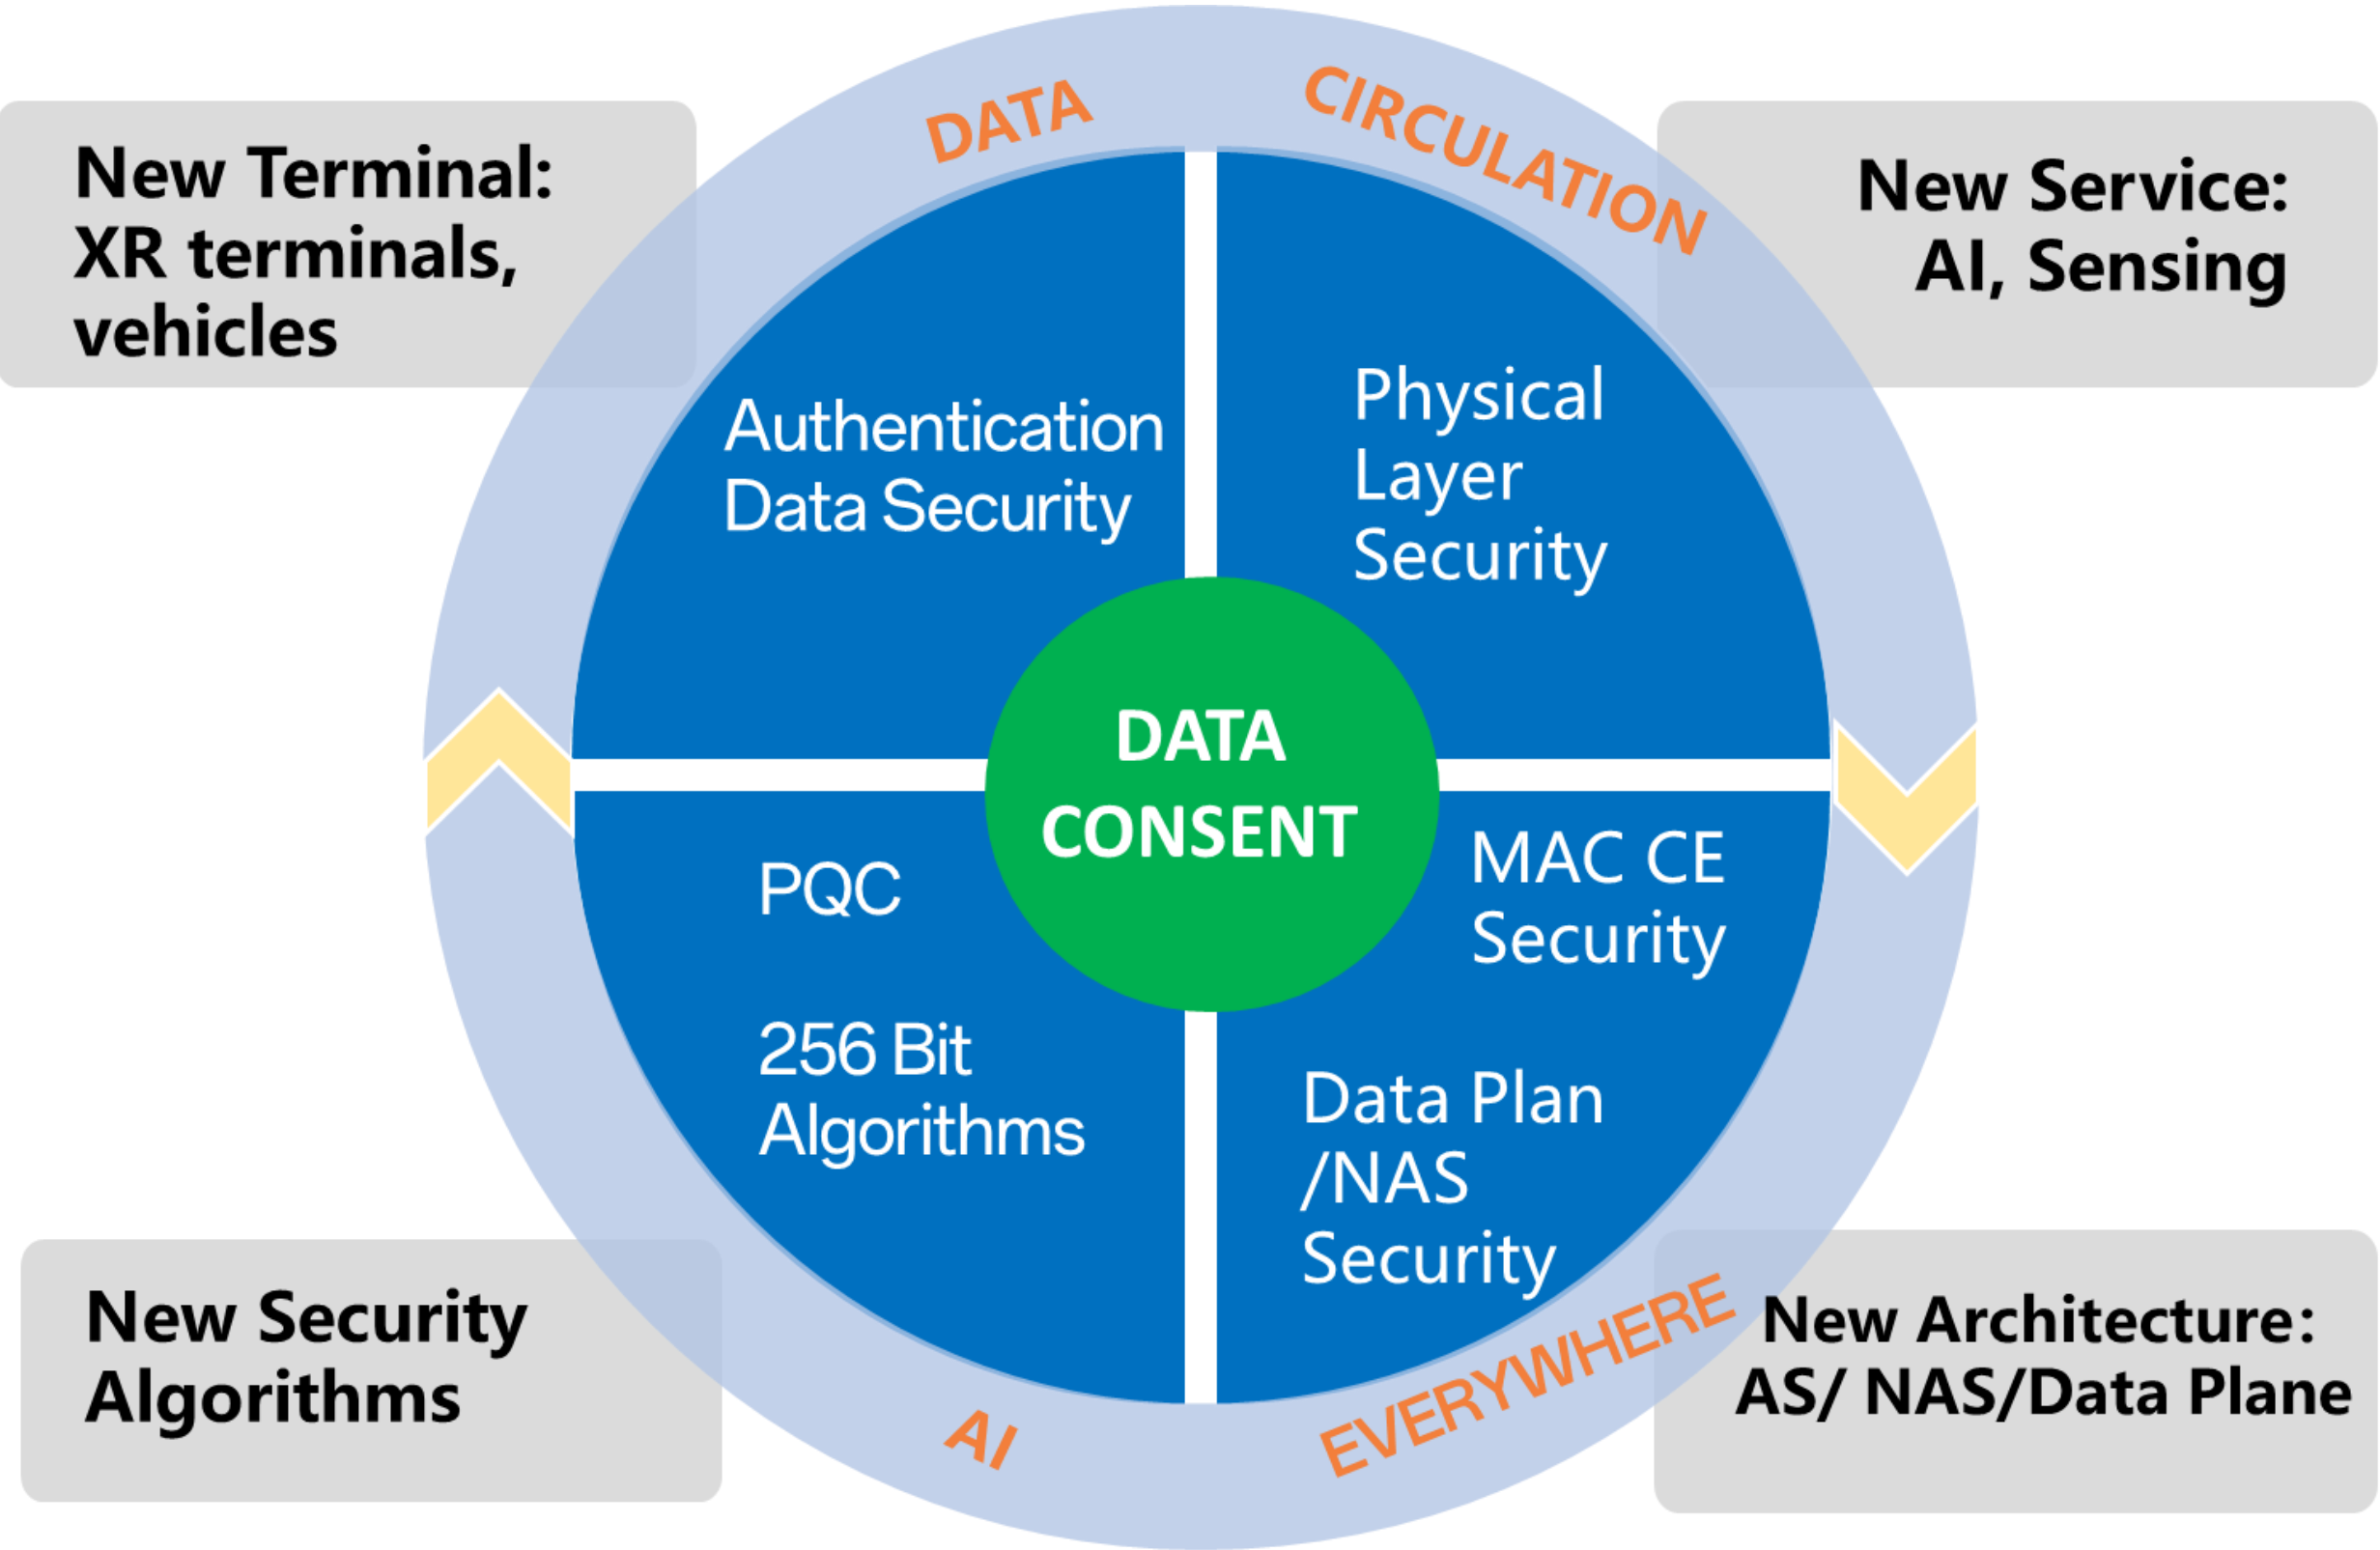 DATA
CIRCULATION
New Terminal:
XR terminals,
vehicles
New Service:
AI, Sensing
Authentication
Data Security
Physical
Layer
Security
DATA
CONSENT
PQC
256 Bit
Algorithms
MAC CE
Security
Data Plan
/NAS
Security
New Security
Algorithms
New Architecture:
AS/ NAS/Data Plane
AI
EVERYWHERE